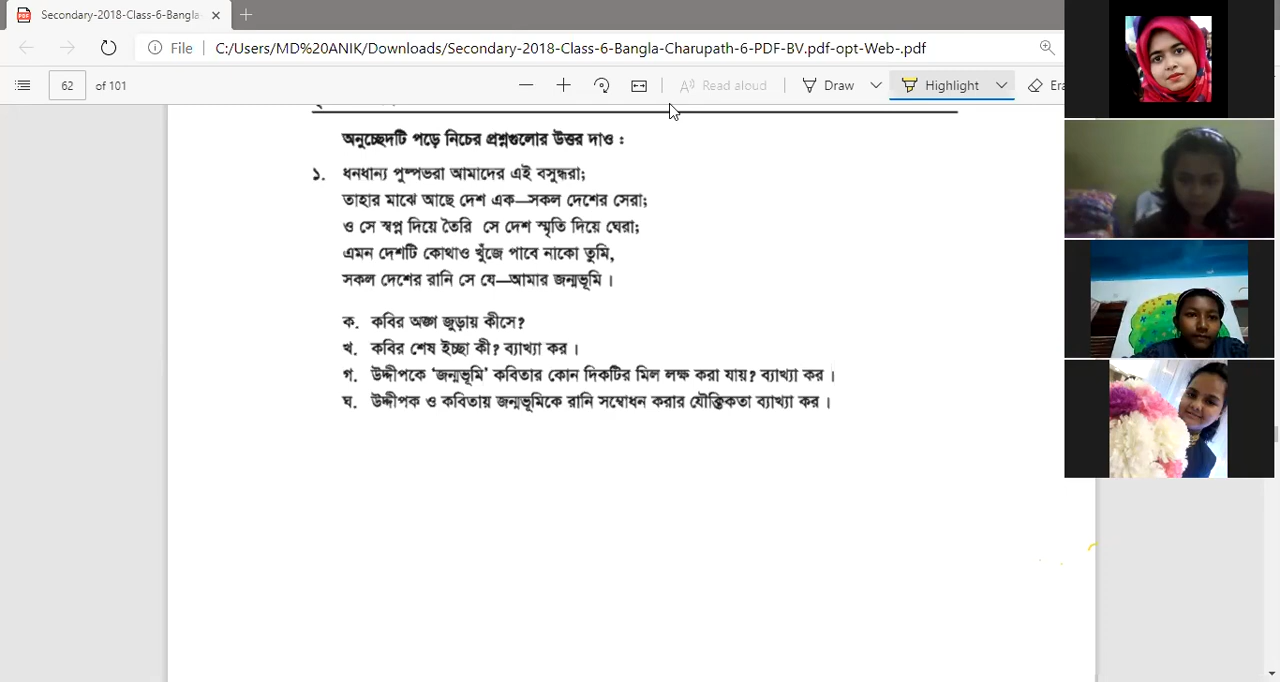 Secondary-2018-Class-6-Bangla-
File C:/Users/MD%20ANIK/Downloads/Secondary-2018-Class-6-Bangla-Charupath-6-PDF-BV.pdf-opt-Web-.pdf
62 of 101 Read aloud Draw Highlight Era
অনুচ্ছেদটি পড়ে নিচের প্রশ্নগুলোর উত্তর দাও :
১. ধনধান্য পুষ্পভরা আমাদের এই বসুন্ধরা;
তাহার মাঝে আছে দেশ এক—সকল দেশের সেরা;
ও সে স্বপ্ন দিয়ে তৈরি সে দেশ স্মৃতি দিয়ে ঘেরা;
এমন দেশটি কোথাও খুঁজে পাবে নাকো তুমি,
সকল দেশের রানি সে যে—আমার জন্মভূমি।
ক. কবির অঙ্গ জুড়ায় কীসে?
খ. কবির শেষ ইচ্ছা কী? ব্যাখ্যা কর।
গ. উদ্দীপকে ‘জন্মভূমি’ কবিতার কোন দিকটির মিল লক্ষ করা যায়? ব্যাখ্যা কর।
ঘ. উদ্দীপক ও কবিতায় জন্মভূমিকে রানি সম্বোধন করার যৌক্তিকতা ব্যাখ্যা কর।